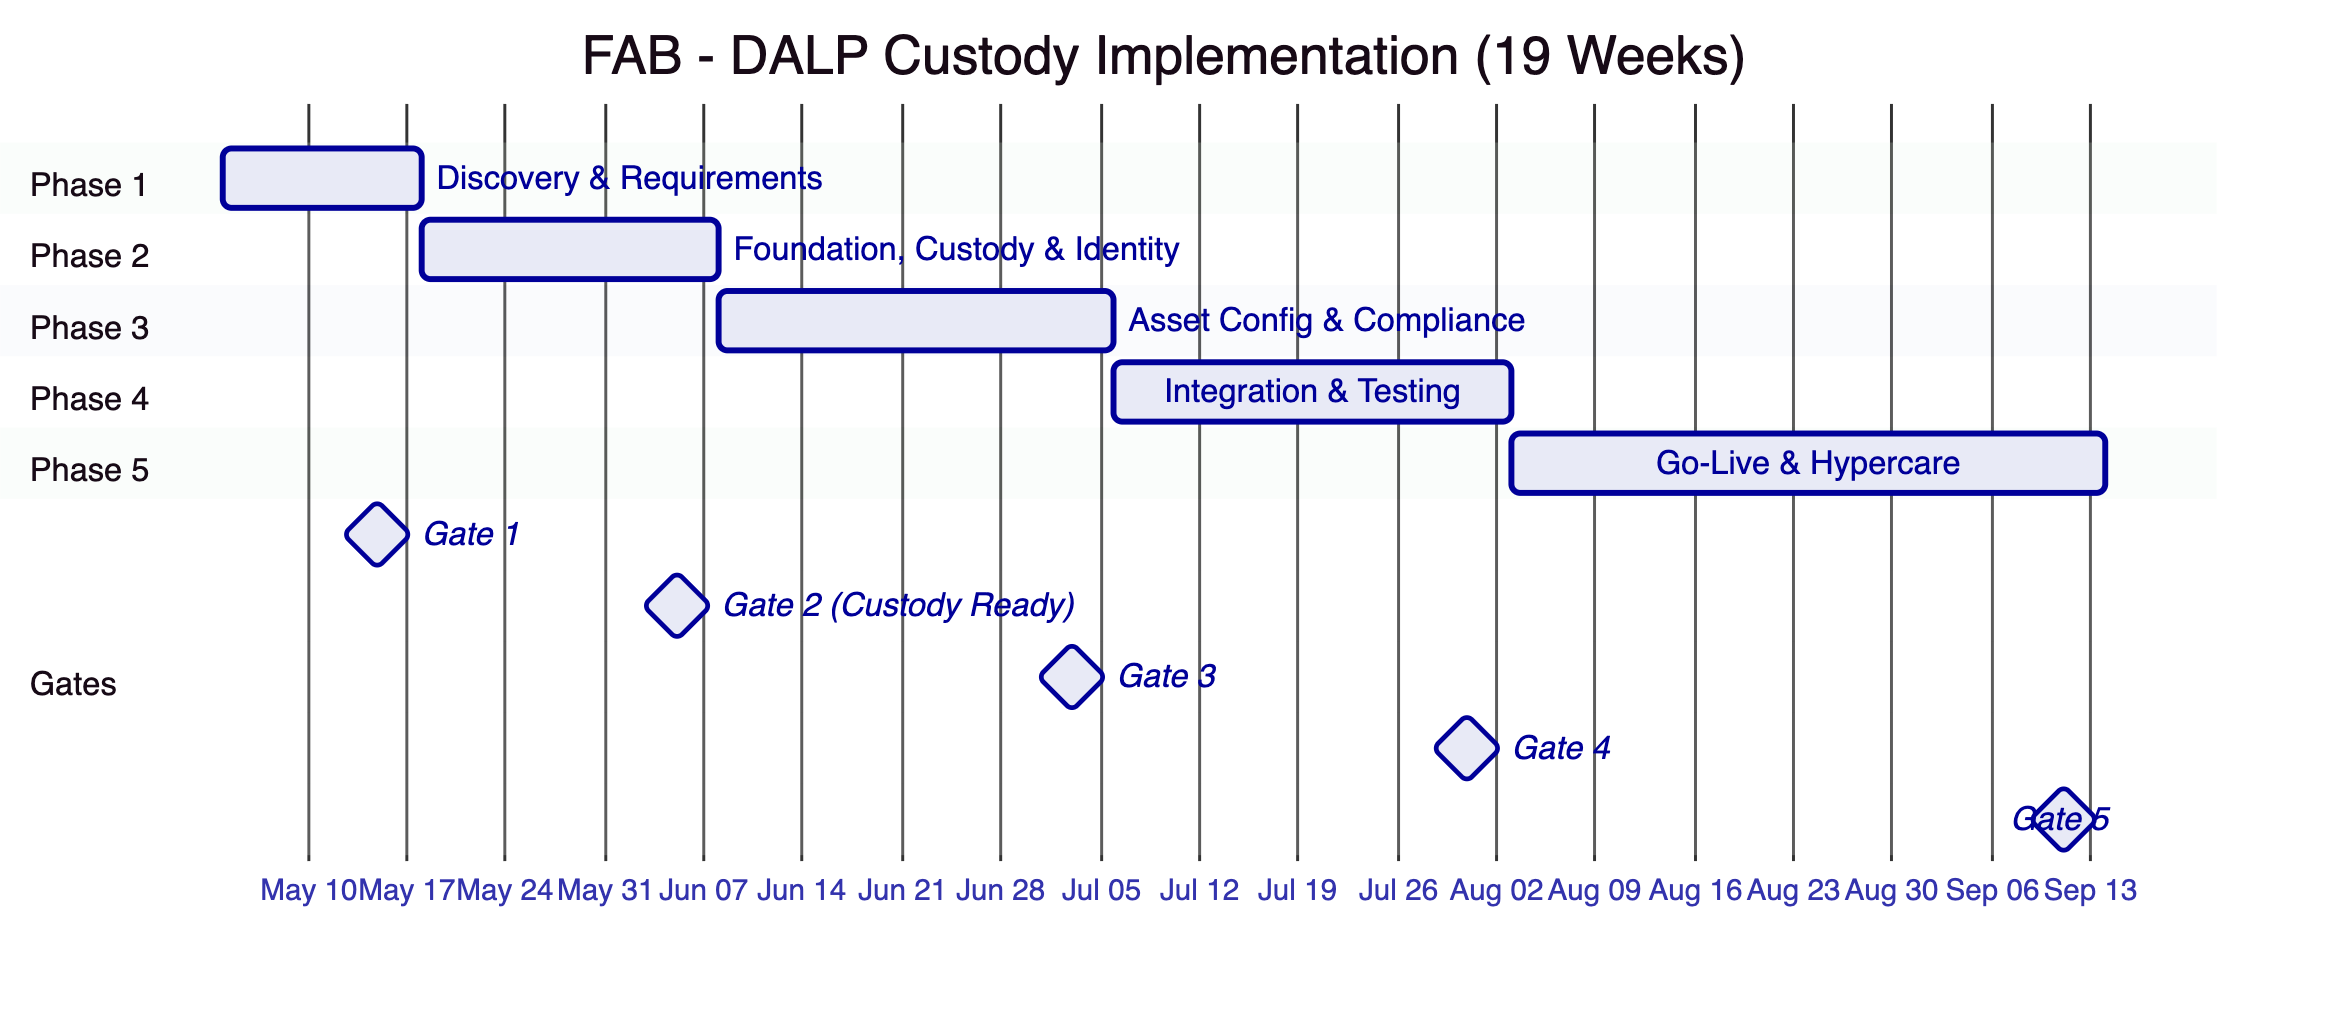 FAB - DALP Custody Implementation (19 Weeks)
Phase 1
Discovery & Requirements
Phase 2
Foundation, Custody & Identity
Phase 3
Asset Config & Compliance
Phase 4
Integration & Testing
Phase 5
Go-Live & Hypercare
Gate 1
Gate 2 (Custody Ready)
Gates
Gate 3
Gate 4
Gate 5
May 10 May 17 May 24 May 31 Jun 07 Jun 14 Jun 21 Jun 28 Jul 05 Jul 12 Jul 19 Jul 26 Aug 02 Aug 09 Aug 16 Aug 23 Aug 30 Sep 06 Sep 13